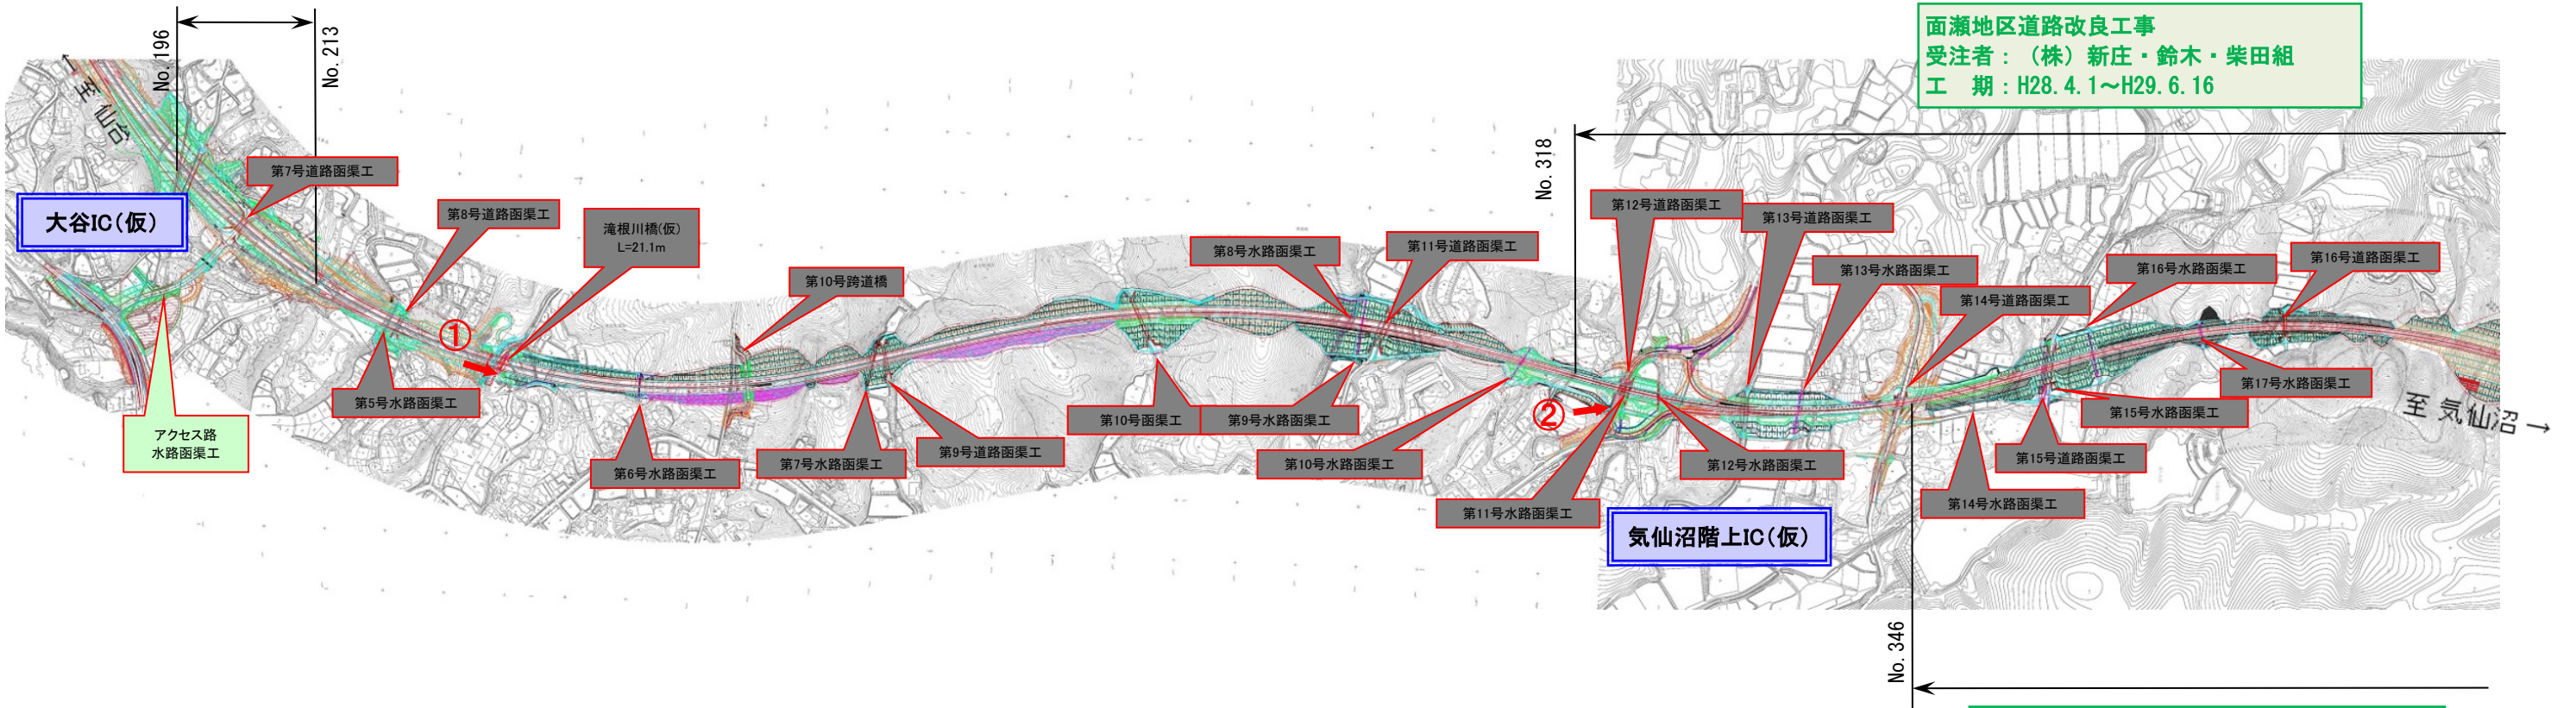 No.196
No.213
面瀬地区道路改良工事
受注者：（株）新庄・鈴木・柴田組
工　期：H28.4.1～H29.6.16
← 至 仙台
No.318
第7号道路函渠工
大谷IC（仮）
第8号道路函渠工
滝根川橋(仮)
L=21.1m
第10号跨道橋
第8号水路函渠工
第11号道路函渠工
第12号道路函渠工
第13号道路函渠工
第13号水路函渠工
第14号道路函渠工
第16号水路函渠工
第16号道路函渠工
①
第5号水路函渠工
アクセス路
水路函渠工
第6号水路函渠工
第7号水路函渠工
第9号道路函渠工
第10号函渠工
第9号水路函渠工
第10号水路函渠工
②
第11号水路函渠工
第12号水路函渠工
気仙沼階上IC（仮）
第14号水路函渠工
第15号道路函渠工
第15号水路函渠工
第17号水路函渠工
至 気仙沼 →
No.346